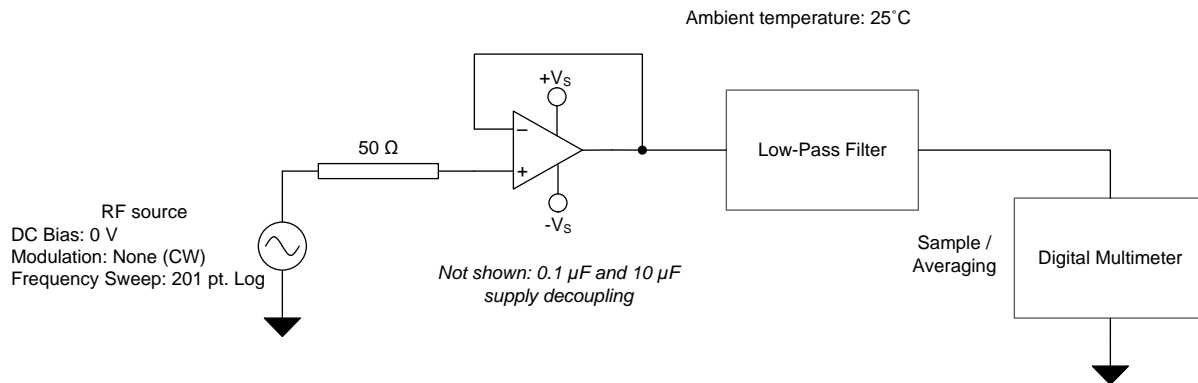 Ambient temperature: 25˚C
+VS
50 Ω
−
+
Low-Pass Filter
RF source
DC Bias: 0 V
Modulation: None (CW)
Frequency Sweep: 201 pt. Log
-VS
Not shown: 0.1 µF and 10 µF
supply decoupling
Sample /
Averaging
Digital Multimeter